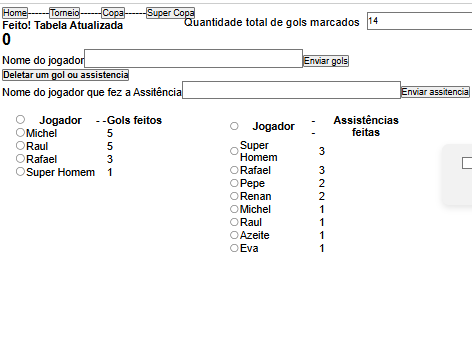 Home------Torneio------Copa------Super Copa
Feito! Tabela Atualizada
Quantidade total de gols marcados 14
0
Nome do jogador Enviar gols
Deletar um gol ou assistencia
Nome do jogador que fez a Assitência Enviar assitencia
Jogador - -Gols feitos
Michel 5
Raul 5
Rafael 3
Super Homem 1
Jogador - - Assistências feitas
Super Homem 3
Rafael 3
Pepe 2
Renan 2
Michel 1
Raul 1
Azeite 1
Eva 1